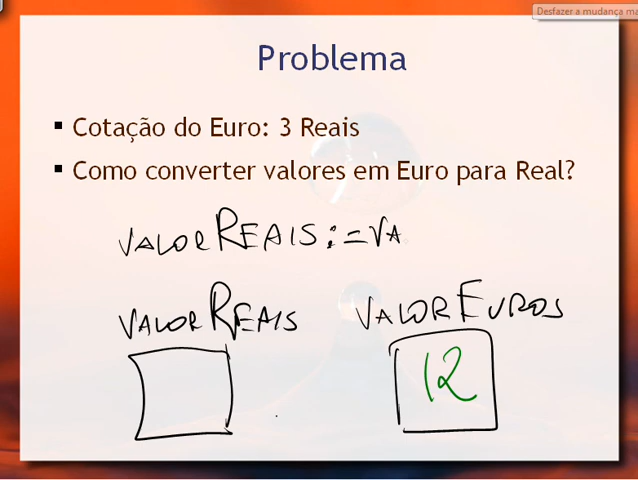 Desfazer a mudança ma
Problema
Cotação do Euro: 3 Reais
Como converter valores em Euro para Real?
VALORREAIS:=VA
VALORREAIS VALOREUROS
12